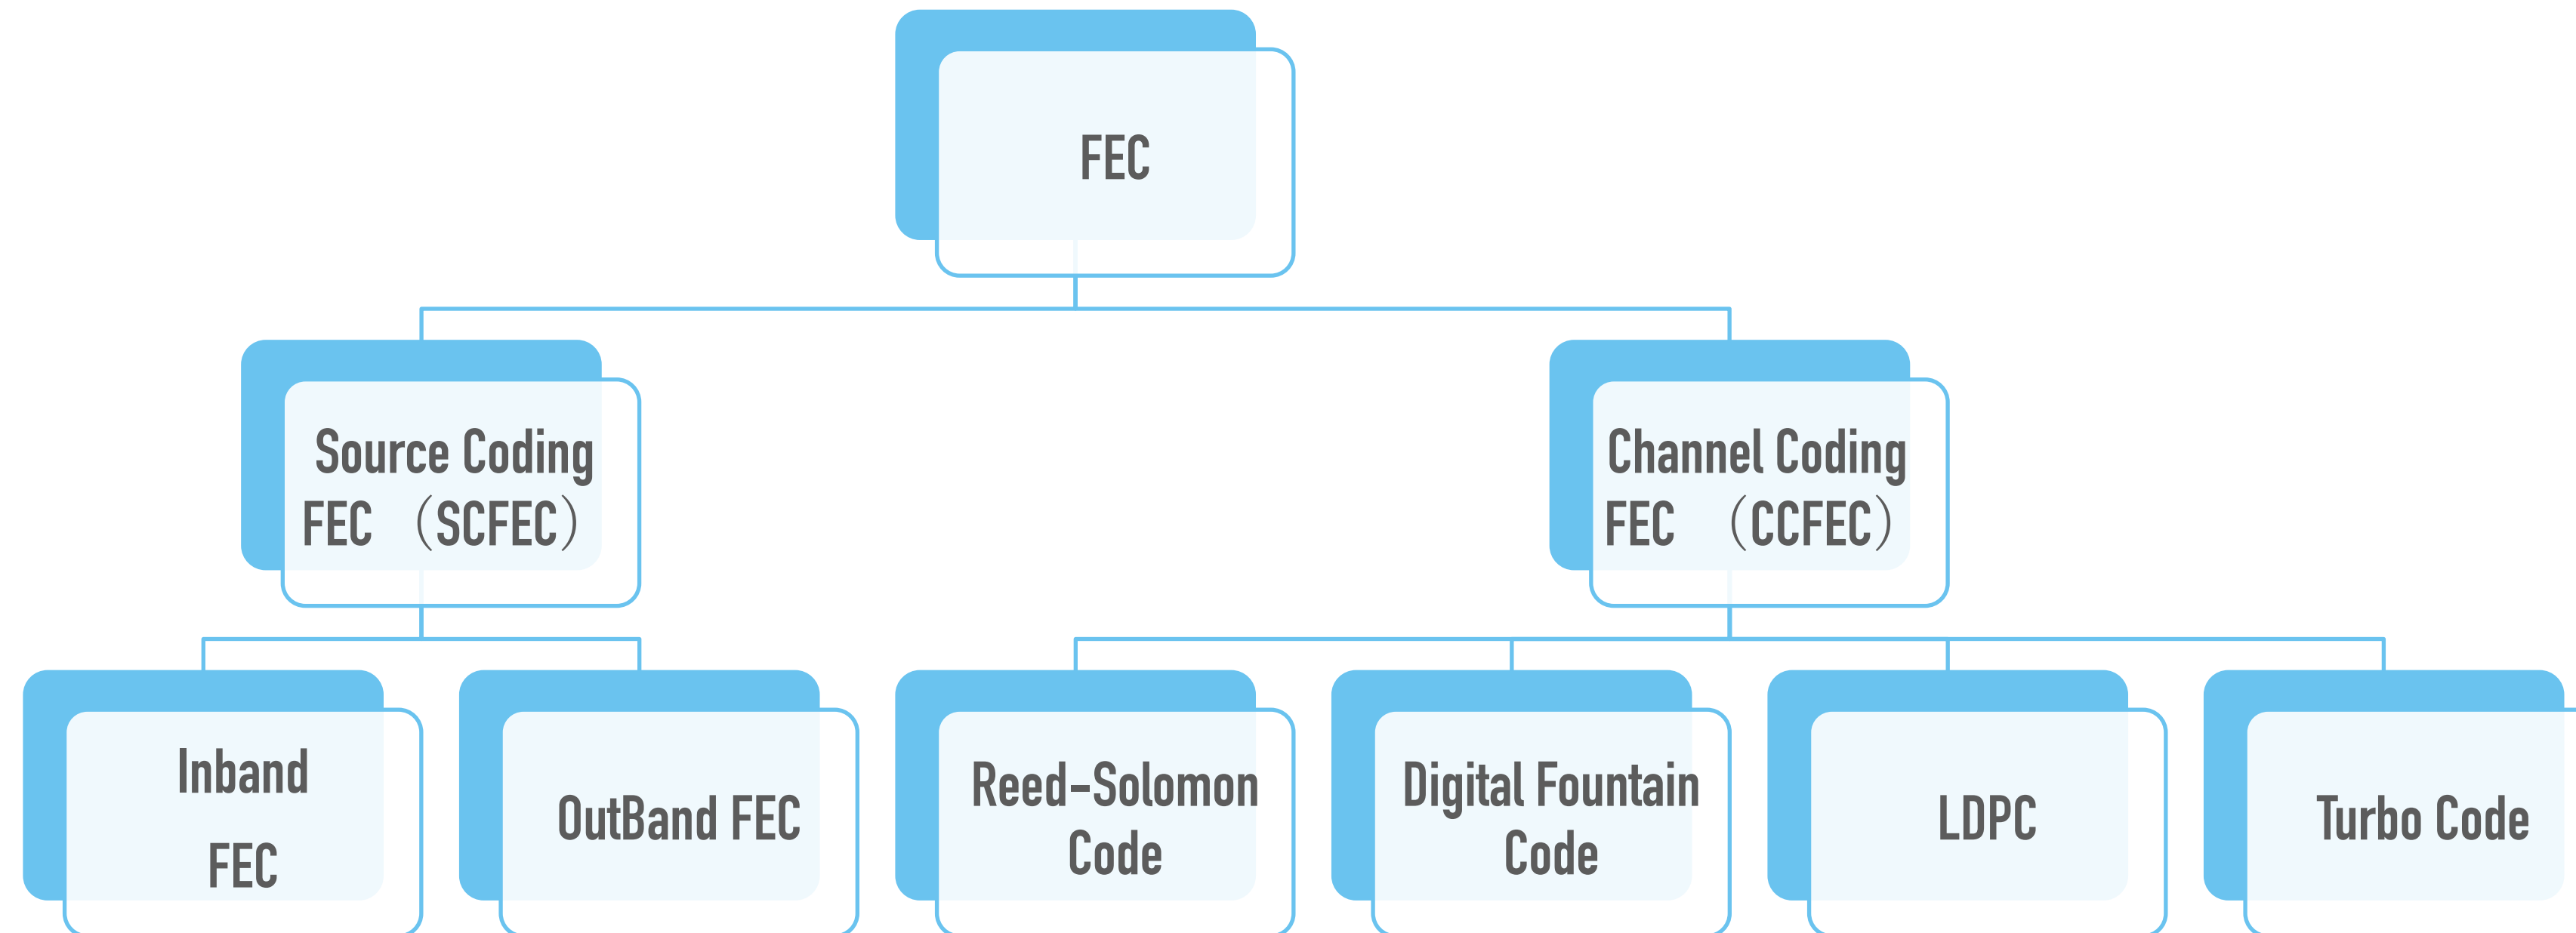 FEC
Source Coding
FEC （SCFEC）
Channel Coding
FEC （CCFEC）
Inband
FEC
OutBand FEC
Reed-Solomon
Code
Digital Fountain
Code
LDPC
Turbo Code